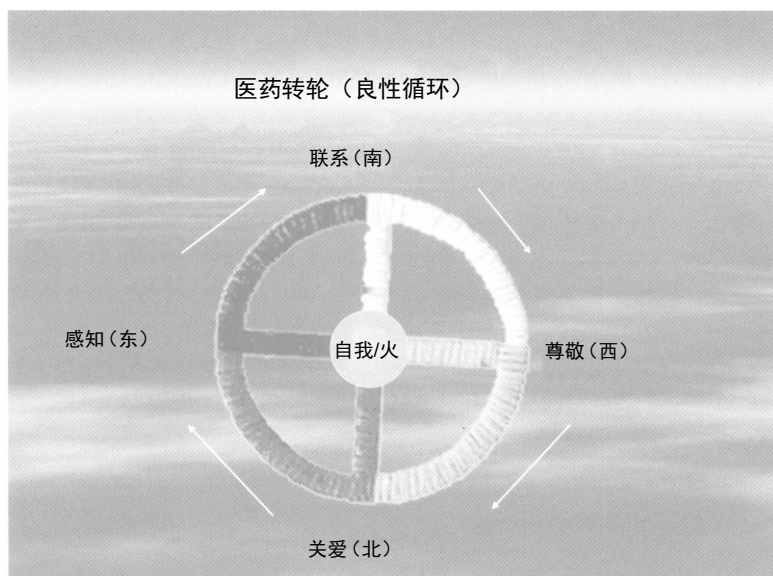 医药转轮（良性循环）
联系（南）
感知（东）
自我/火
尊敬（西）
关爱（北）